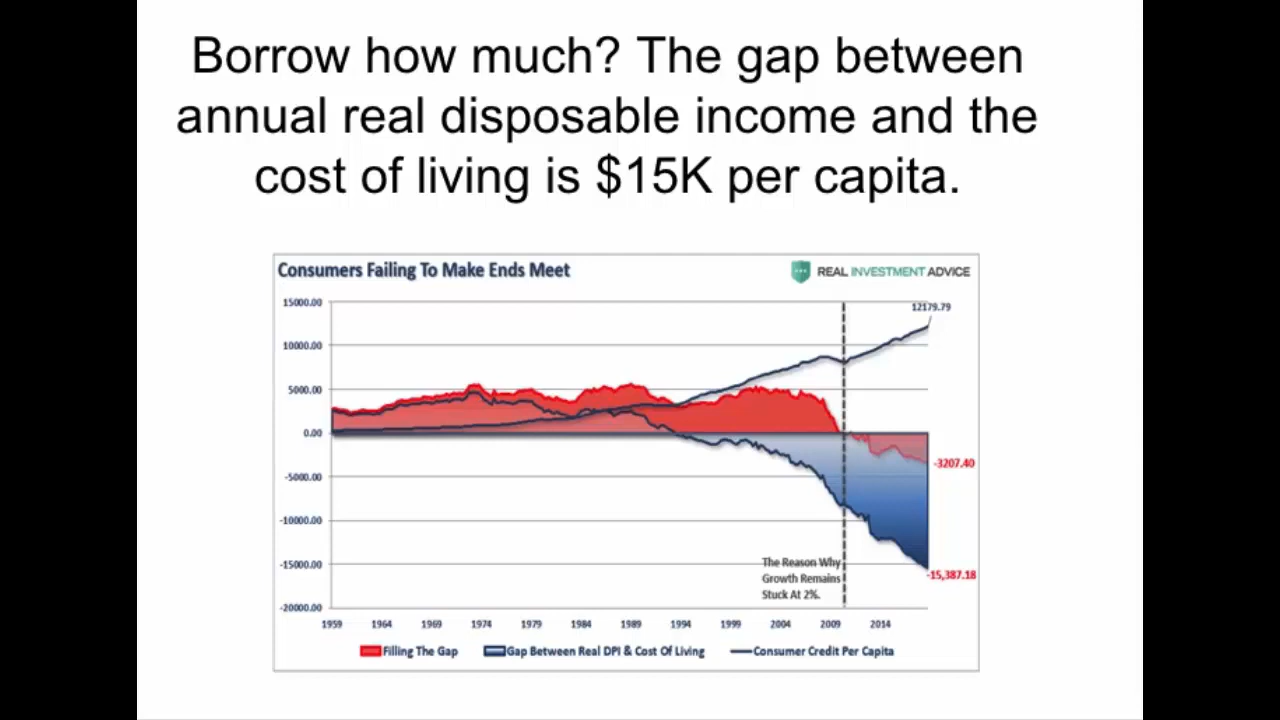 Borrow how much? The gap between
annual real disposable income and the
cost of living is $15K per capita.
Consumers Failing To Make Ends Meet
REAL INVESTMENT ADVICE
15000.00
12179.79
10000.00
5000.00
0.00
-3207.40
-5000.00
-10000.00
The Reason Why
Growth Remains
Stuck At 2%.
-15000.00
-15,387.18
-20000.00
1959 1964 1969 1974 1979 1984 1989 1994 1999 2004 2009 2014
Filling The Gap Gap Between Real DPI & Cost Of Living Consumer Credit Per Capita